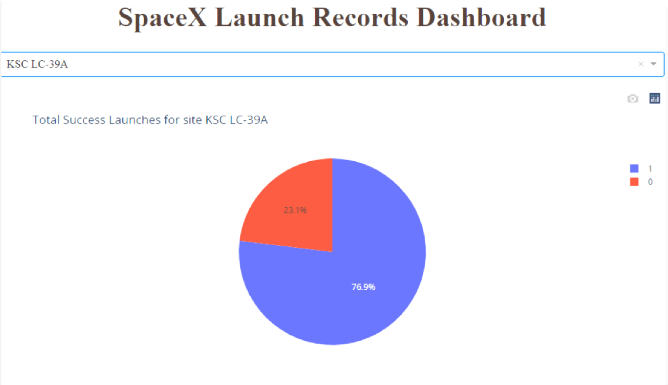 SpaceX Launch Records Dashboard
KSC LC-39A
Total Success Launches for site KSC LC-39A
1
0
23.1%
76.9%